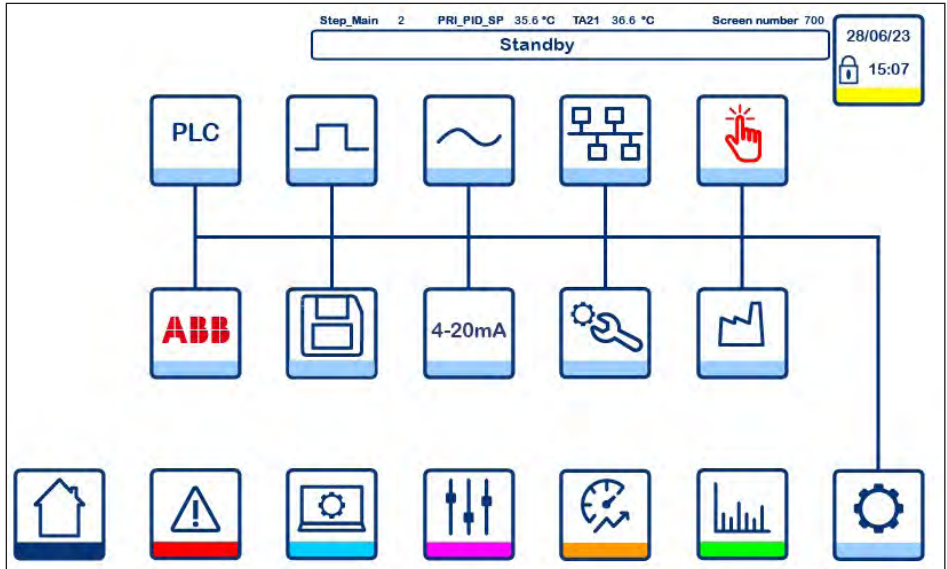 Step_Main 2 PRI_PID_SP 35.6 °C TA21 36.6 °C Screen number 700
Standby
28/06/23
15:07
PLC
ABB
4-20mA